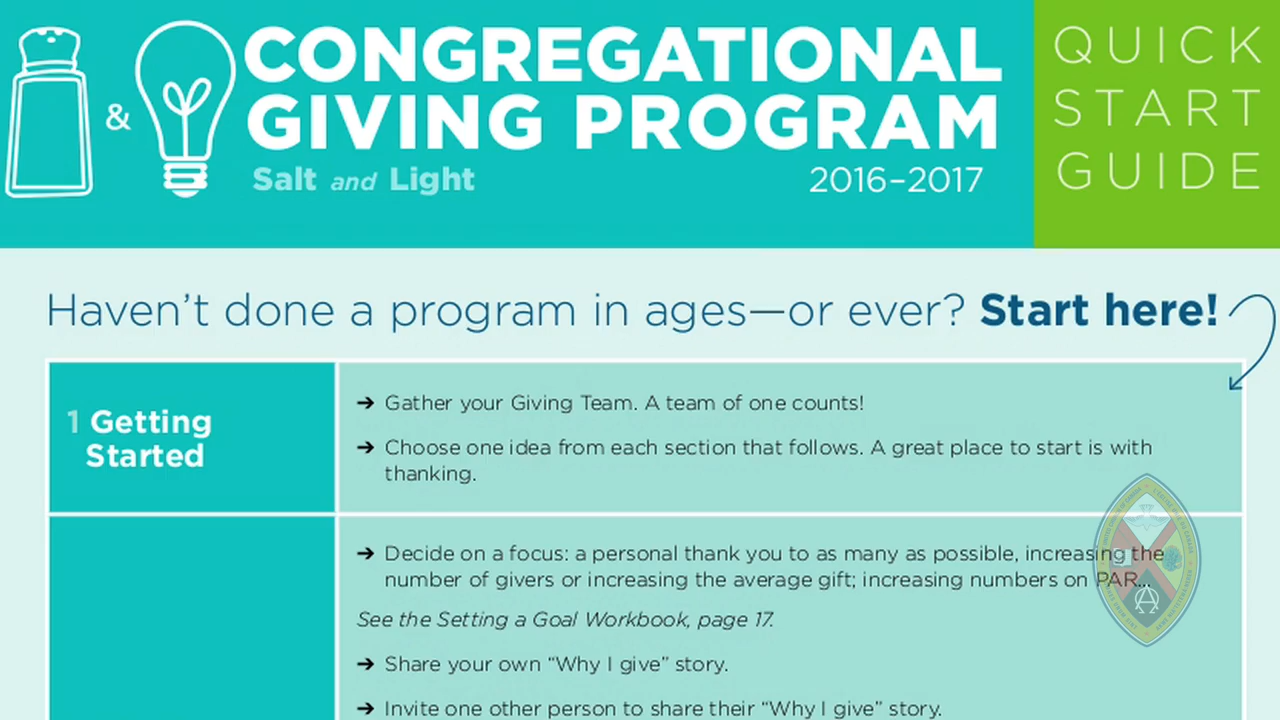 &
CONGREGATIONAL
GIVING PROGRAM
Salt and Light
2016–2017
QUICK
START
GUIDE
Haven’t done a program in ages—or ever? Start here!
1 Getting
Started
➔ Gather your Giving Team. A team of one counts!
➔ Choose one idea from each section that follows. A great place to start is with
thanking.
➔ Decide on a focus: a personal thank you to as many as possible, increasing the
number of givers or increasing the average gift; increasing numbers on PAR...
See the Setting a Goal Workbook, page 17.
➔ Share your own “Why I give” story.
➔ Invite one other person to share their “Why I give” story.